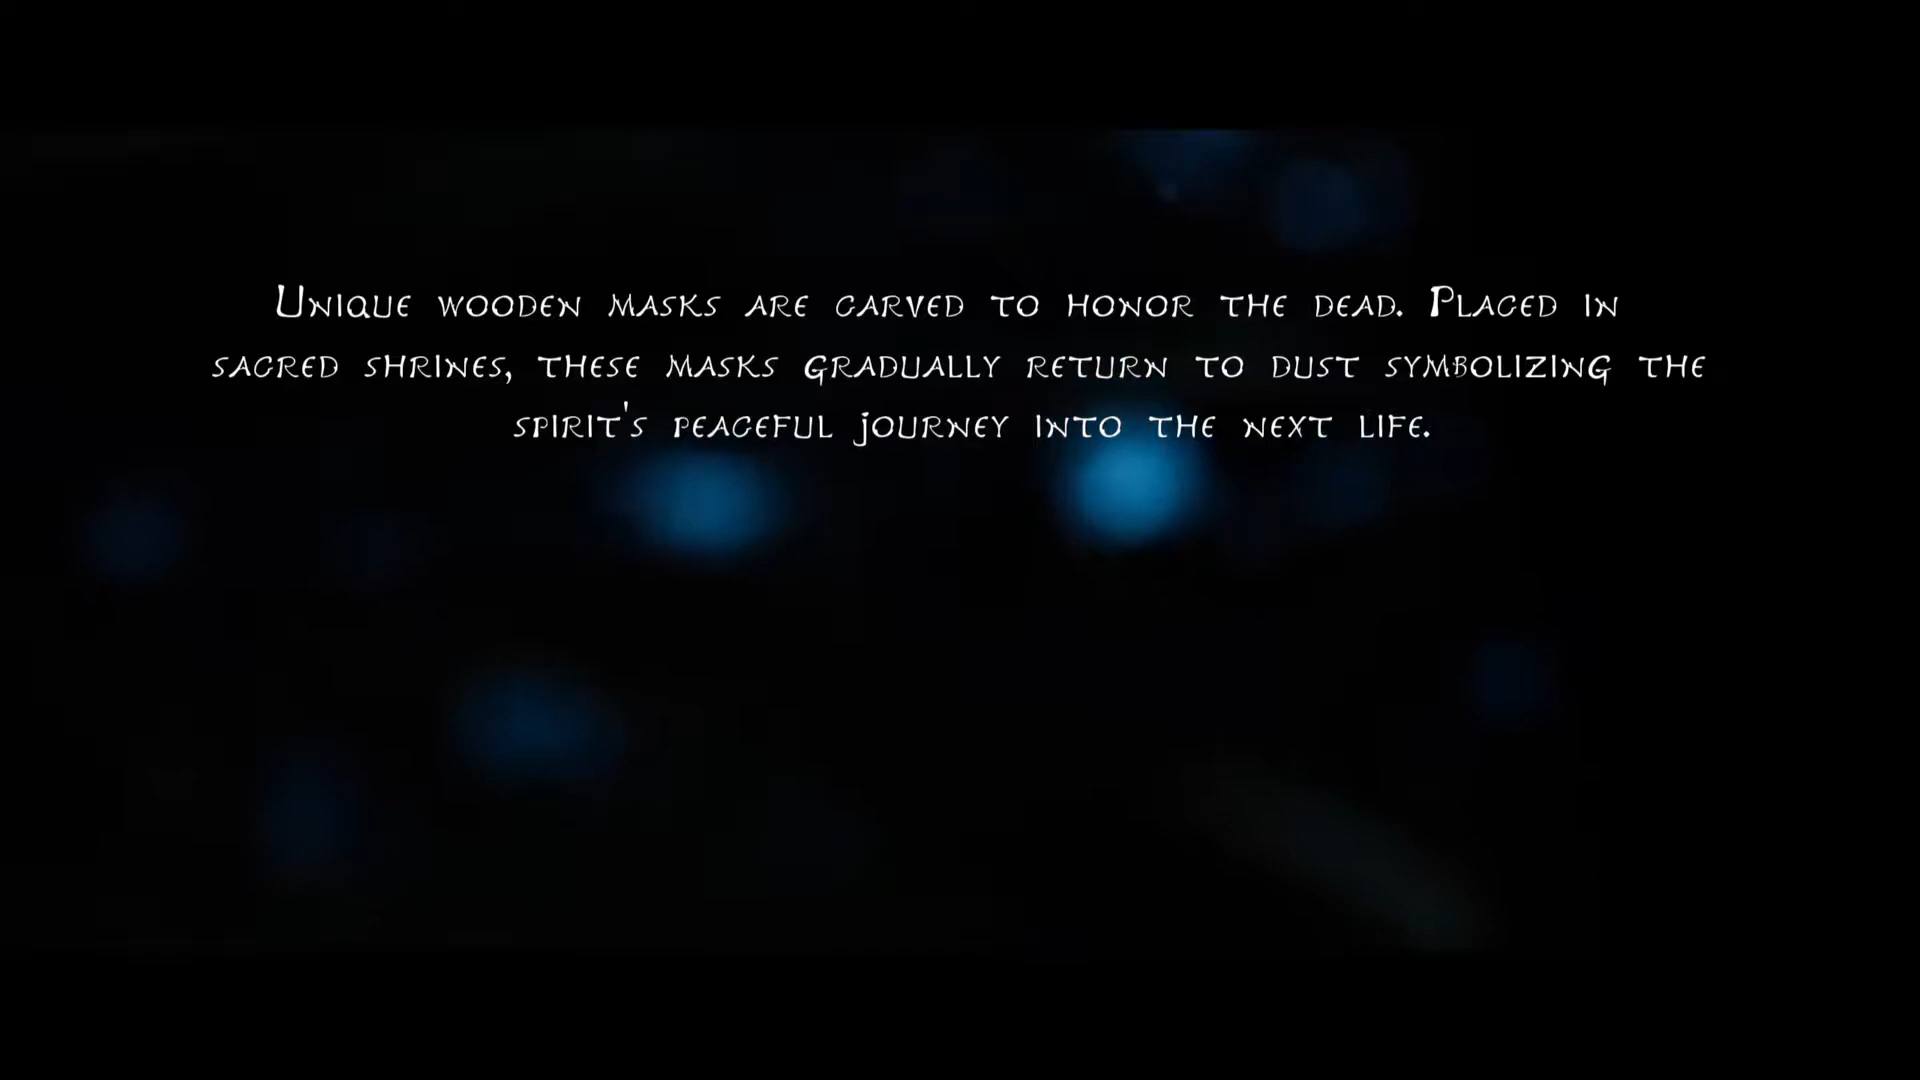 Unique wooden masks are carved to honor the dead. Placed in
sacred shrines, these masks gradually return to dust symbolizing the
spirit's peaceful journey into the next life.